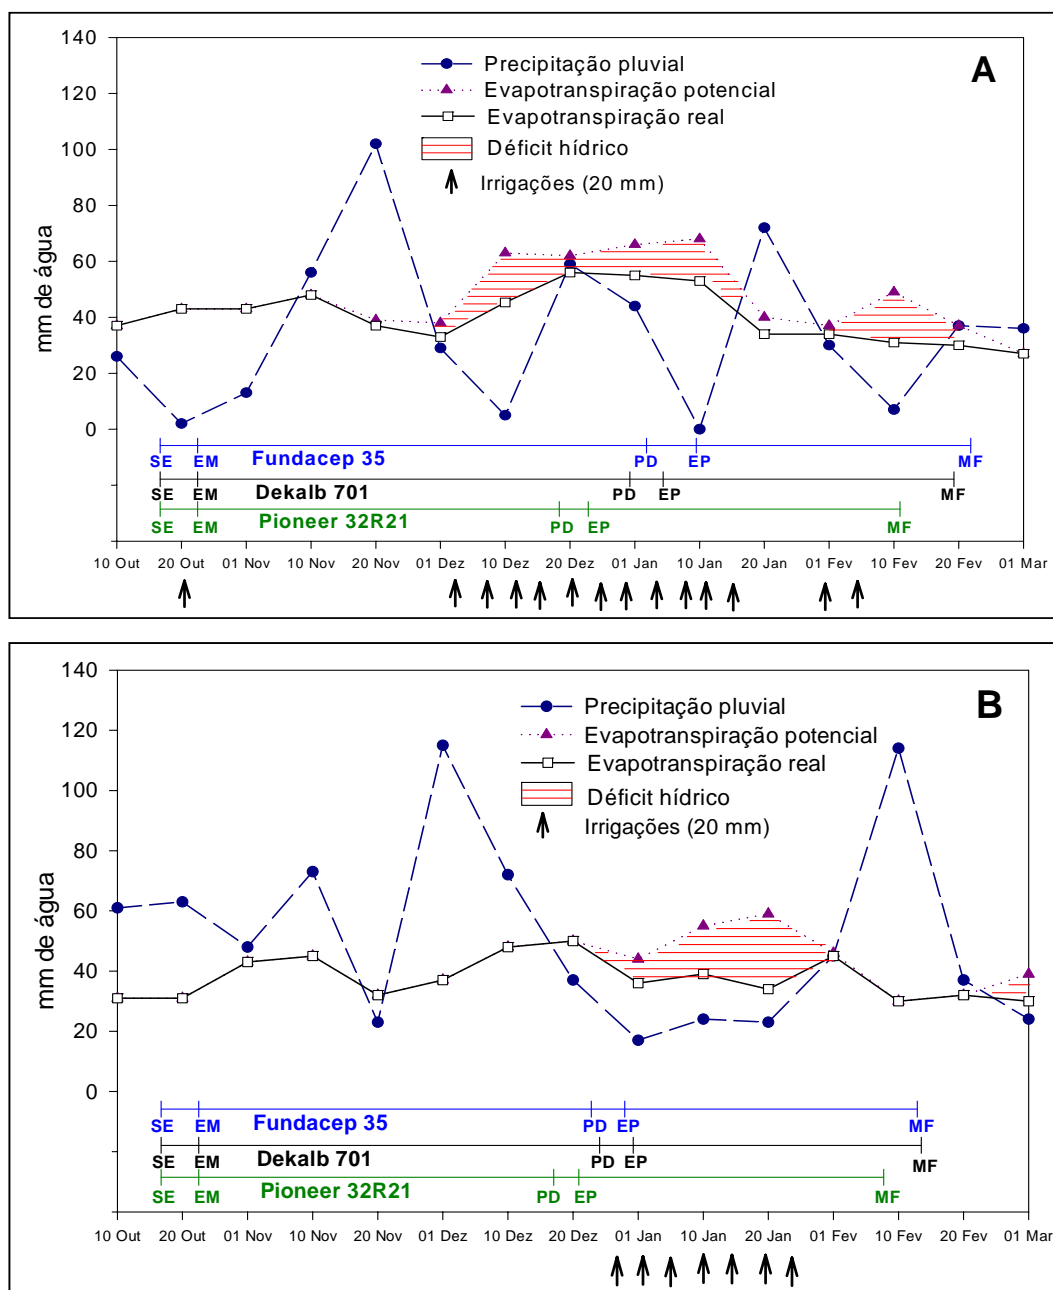 A
Precipitação pluvial
Evapotranspiração potencial
Evapotranspiração real
Déficit hídrico
Irrigações (20 mm)
mm de água
140
120
100
80
60
40
20
0
SE EM Fundacep 35 PD EP MF
SE EM Dekalb 701 PD EP MF
SE EM Pioneer 32R21 PD EP MF
10 Out 20 Out 01 Nov 10 Nov 20 Nov 01 Dez 10 Dez 20 Dez 01 Jan 10 Jan 20 Jan 01 Fev 10 Fev 20 Fev 01 Mar
B
Precipitação pluvial
Evapotranspiração potencial
Evapotranspiração real
Déficit hídrico
Irrigações (20 mm)
mm de água
140
120
100
80
60
40
20
0
SE EM Fundacep 35 PD EP MF
SE EM Dekalb 701 PD EP MF
SE EM Pioneer 32R21 PD EP MF
10 Out 20 Out 01 Nov 10 Nov 20 Nov 01 Dez 10 Dez 20 Dez 01 Jan 10 Jan 20 Jan 01 Fev 10 Fev 20 Fev 01 Mar